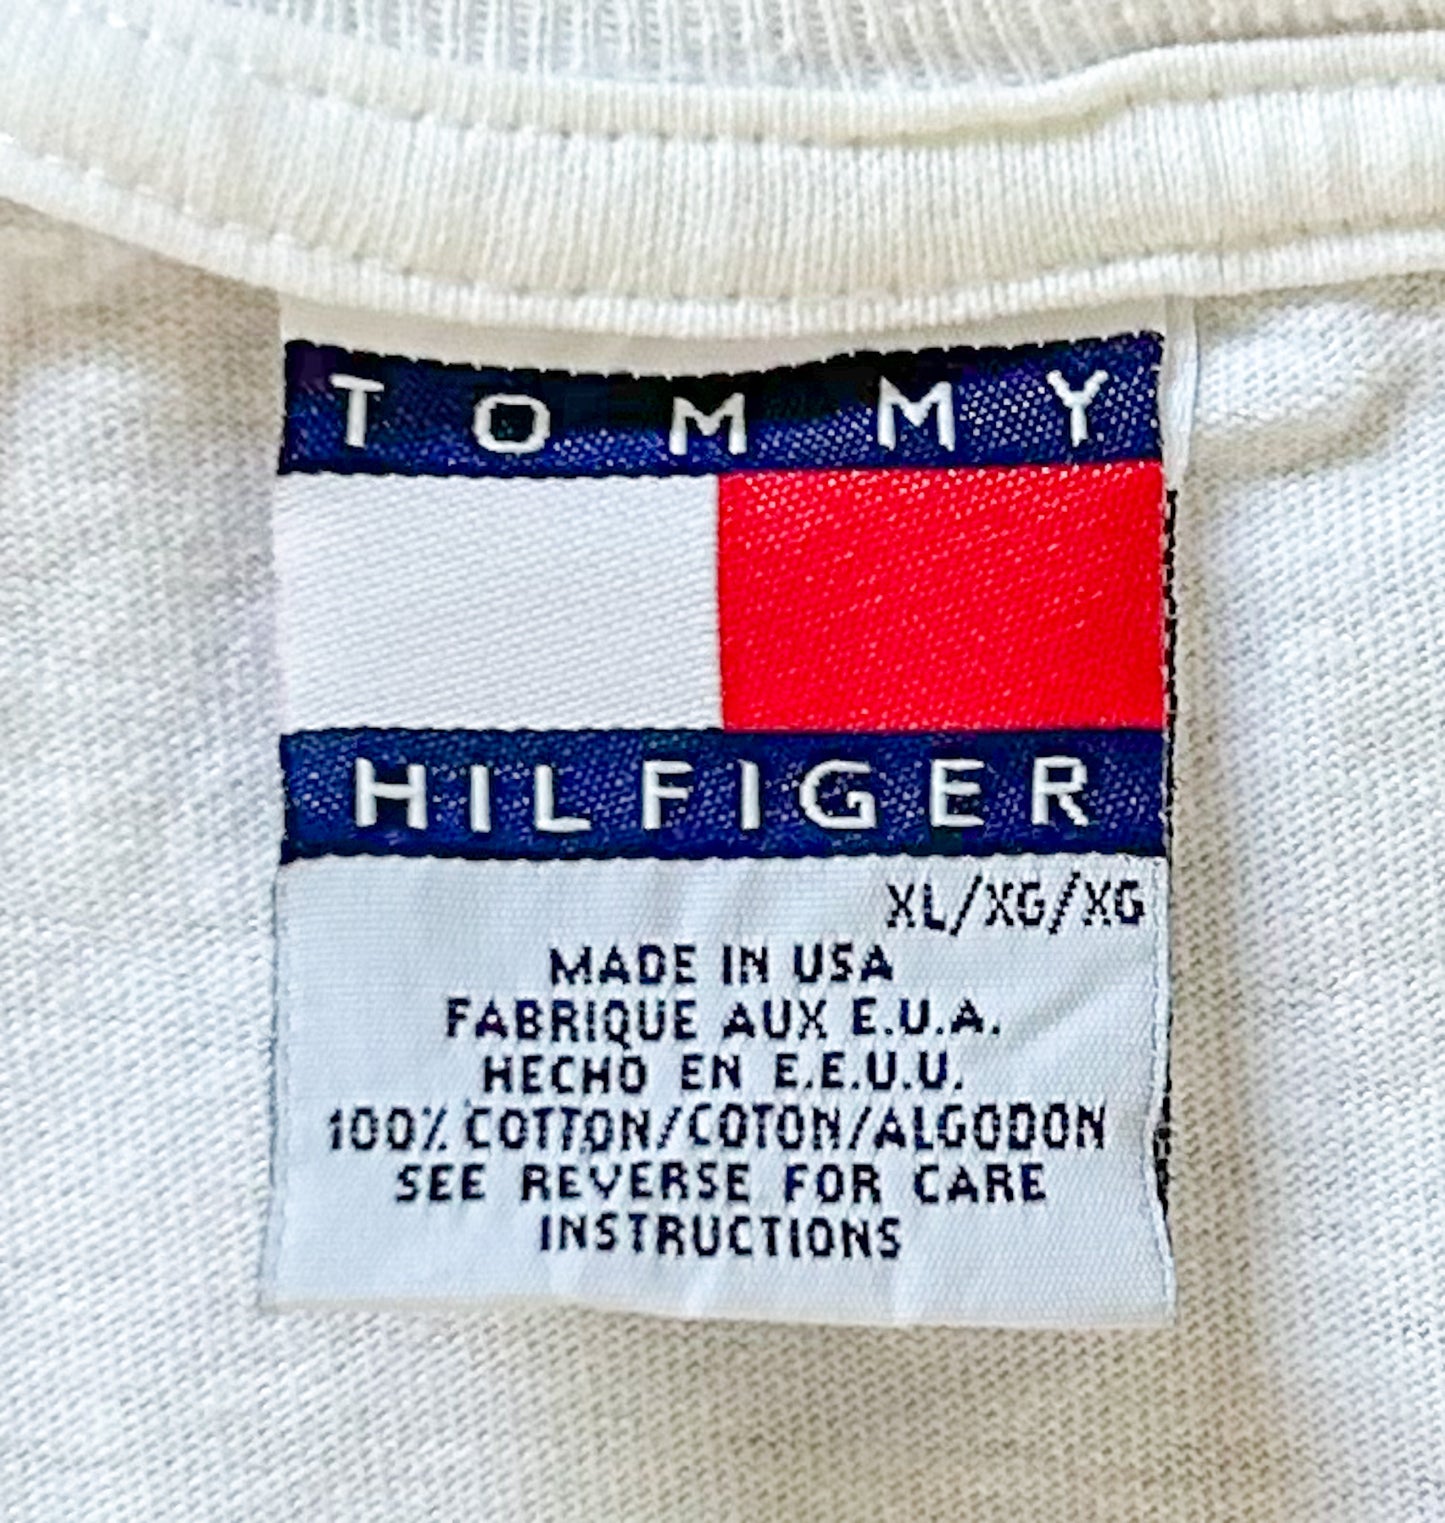 TOMMY
HILFIGER
XL/XG/XG
MADE IN USA
FABRIQUE AUX E.U.A.
HECHO EN E.E.U.U.
100% COTTON/COTON/ALGODON
SEE REVERSE FOR CARE
INSTRUCTIONS